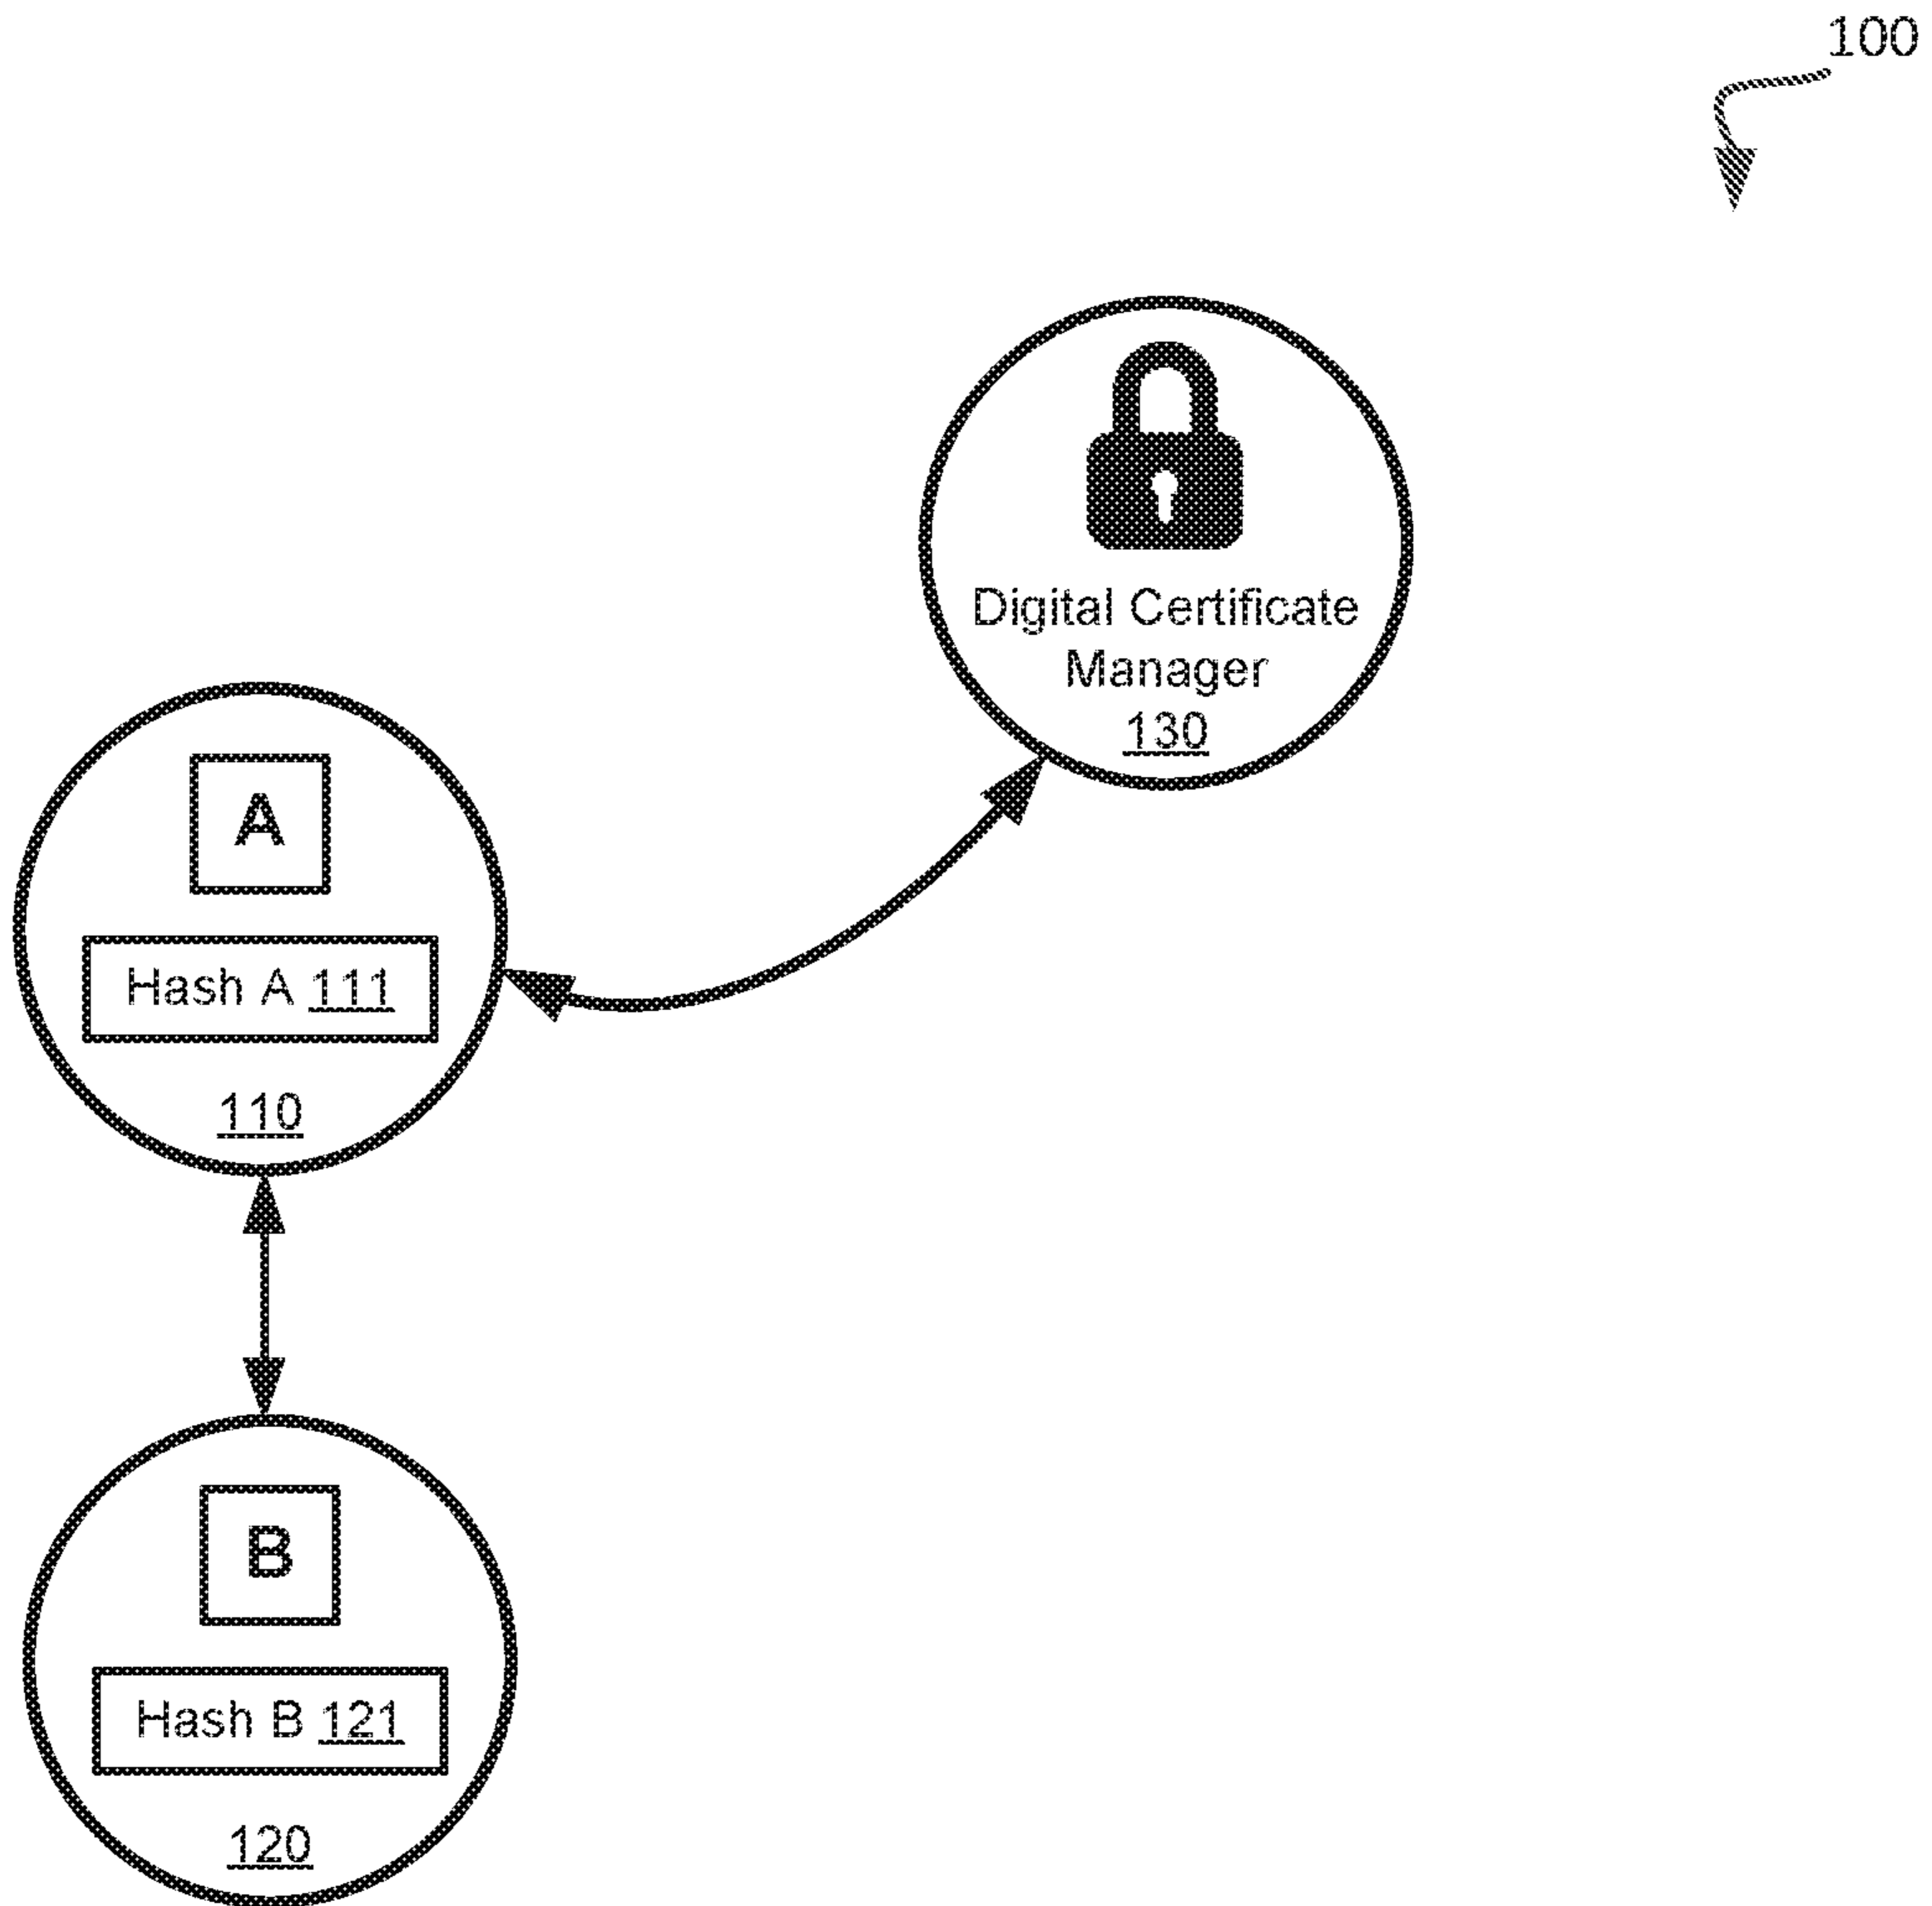 100
Digital Certificate
Manager
130
A
Hash A 111
110
B
Hash B 121
120